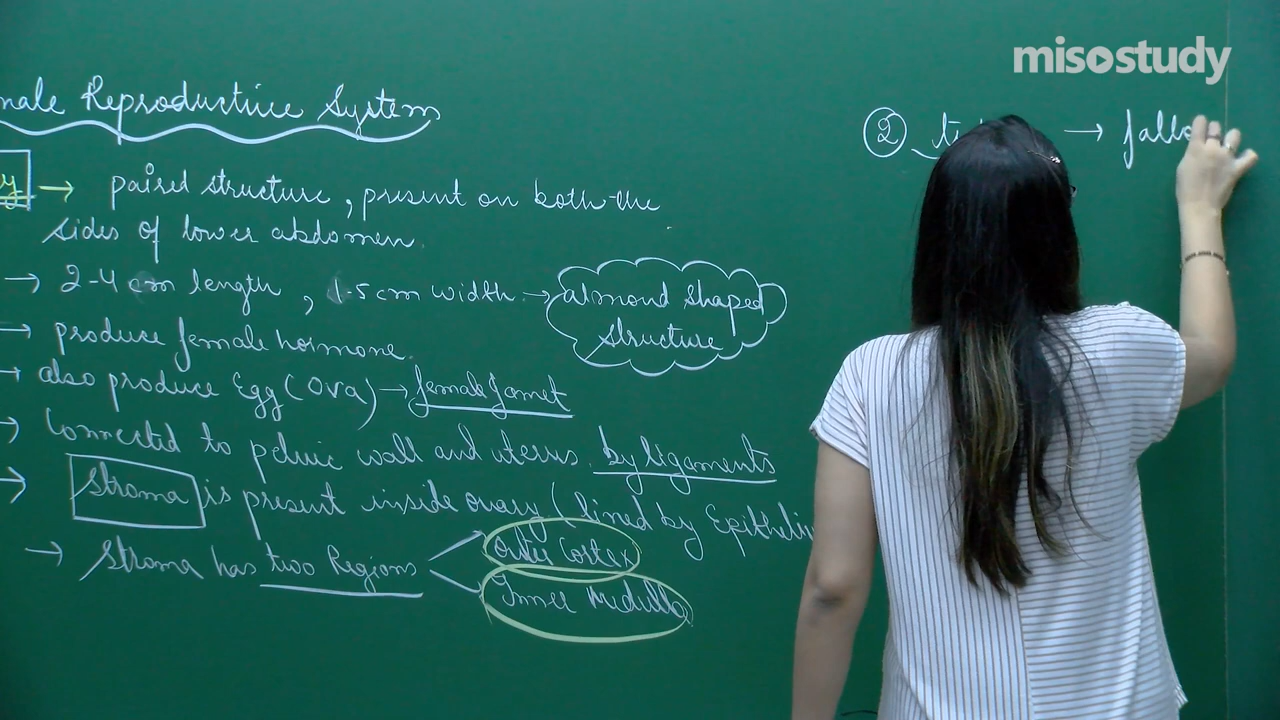 misostudy
male Reproductive System
y → paired structure, present on both the
sides of lower abdomen.
→ 2-4 cm length, 1.5 cm width. → almond shaped
structure
→ produce female hormone.
→ also produce Egg (Ova) → female gamet
→ Connected to pelvic wall and uterus. by ligaments
→ Stroma is present inside ovary (lined by Epitheliu
→ Stroma has two Regions
Outer Cortex
Inner Medulla
② → fallo